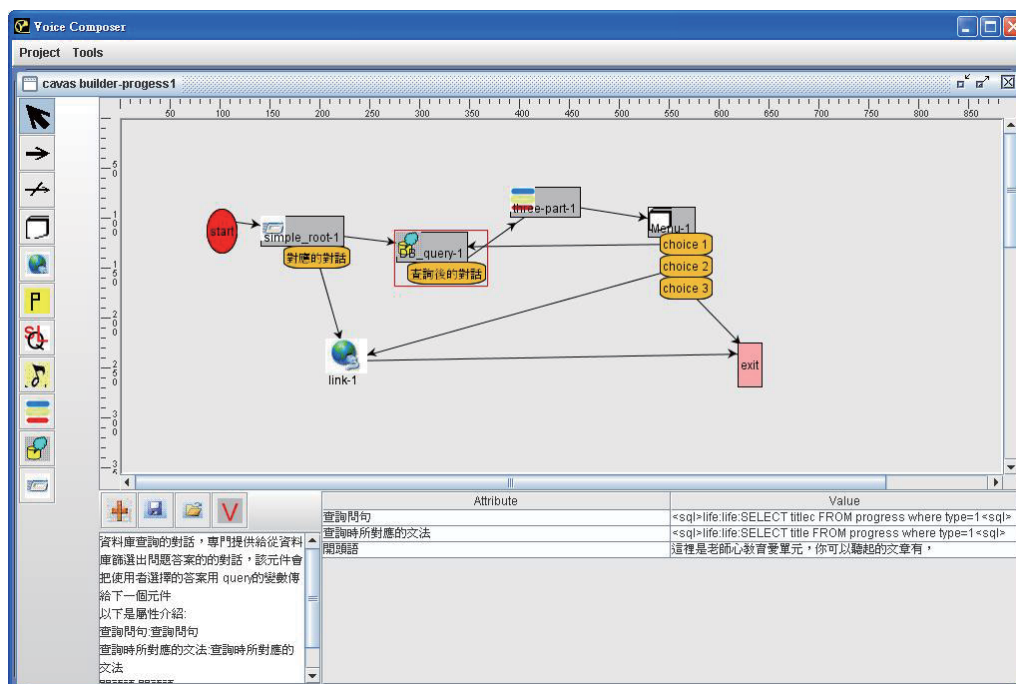 Voice Composer
Project Tools
cavas builder-progess1
50 100 150 200 250 300 350 400 450 500 550 600 650 700 750 800 850
50
100
150
200
250
300
start
simple_root-1
對應的對話
DB_query-1
查詢後的對話
three-part-1
Menu-1
choice 1
choice 2
choice 3
link-1
exit
P
SQL
V
資料庫查詢的對話，專門提供給從資料
庫篩選出問題答案的的對話，該元件會
把使用者選擇的答案用 query的變數傳
給下一個元件
以下是屬性介紹:
查詢問句:查詢問句
查詢時所對應的文法:查詢時所對應的
文法
Attribute Value
查詢問句 <sql>life:life:SELECT titlec FROM progress where type=1<sql>
查詢時所對應的文法 <sql>life:life:SELECT titlec FROM progress where type=1<sql>
開頭語 這裡是老師心教育愛單元，你可以聽起的文章有，